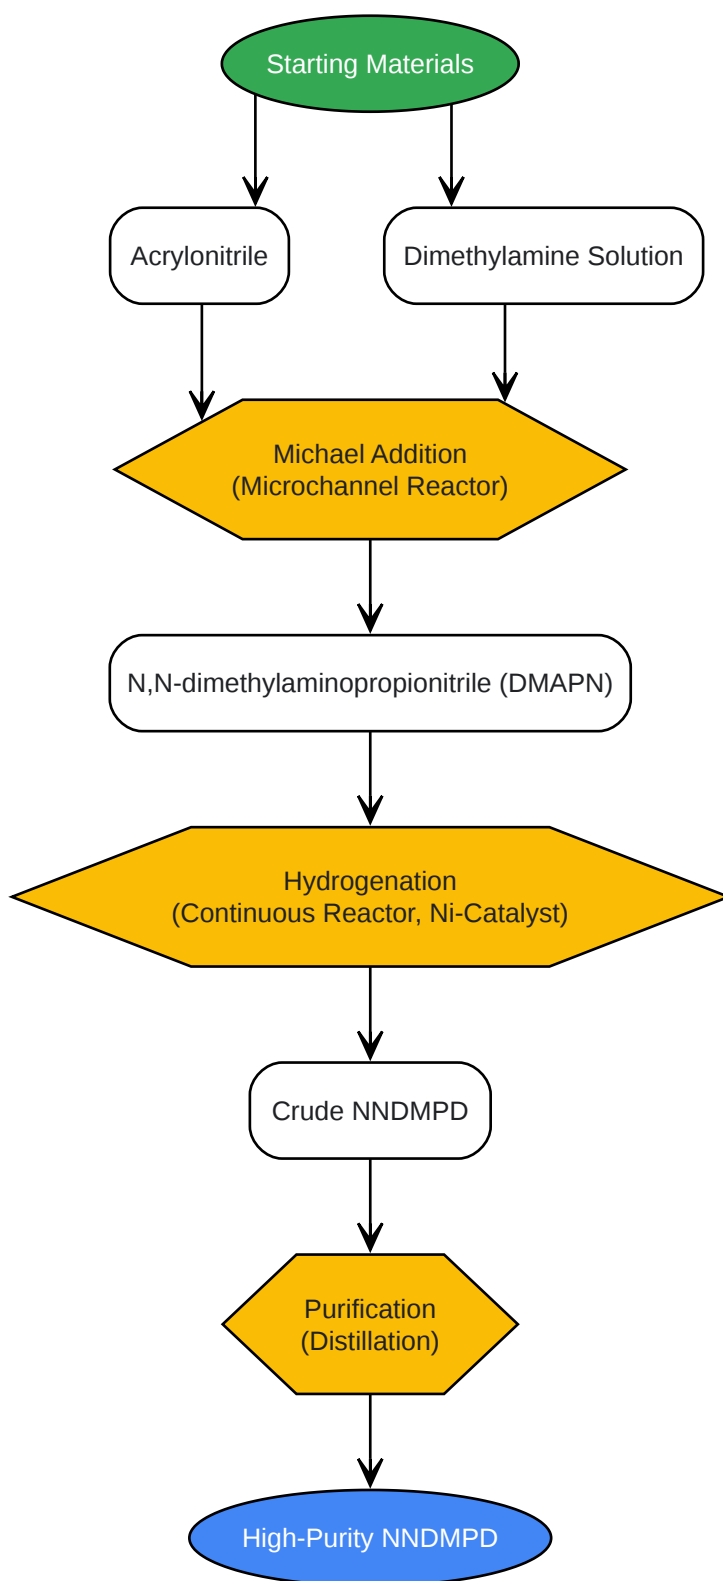 Starting Materials
Acrylonitrile
Dimethylamine Solution
Michael Addition
(Microchannel Reactor)
N,N-dimethylaminopropionitrile (DMAPN)
Hydrogenation
(Continuous Reactor, Ni-Catalyst)
Crude NNDMPD
Purification
(Distillation)
High-Purity NNDMPD